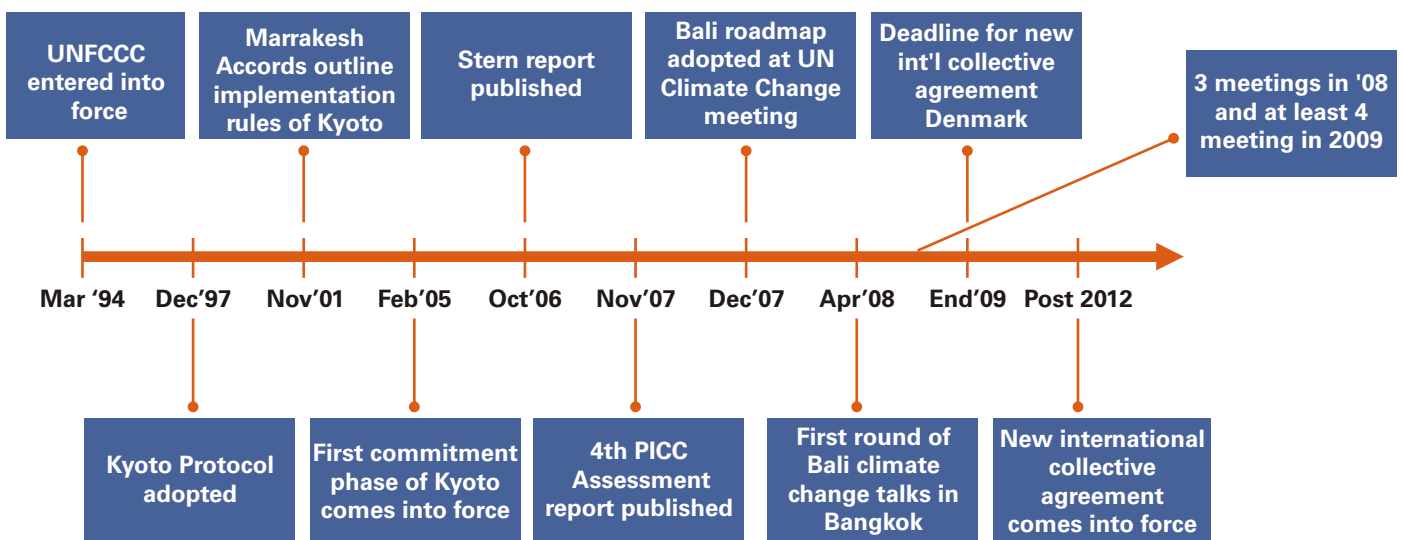 UNFCCC
entered into
force
Marrakesh
Accords outline
implementation
rules of Kyoto
Stern report
published
Bali roadmap
adopted at UN
Climate Change
meeting
Deadline for new
int'l collective
agreement
Denmark
3 meetings in '08
and at least 4
meeting in 2009
Mar ‘94 Dec’97 Nov’01 Feb’05 Oct’06 Nov’07 Dec’07 Apr’08 End’09 Post 2012
Kyoto Protocol
adopted
First commitment
phase of Kyoto
comes into force
4th PICC
Assessment
report published
First round of
Bali climate
change talks in
Bangkok
New international
collective
agreement
comes into force